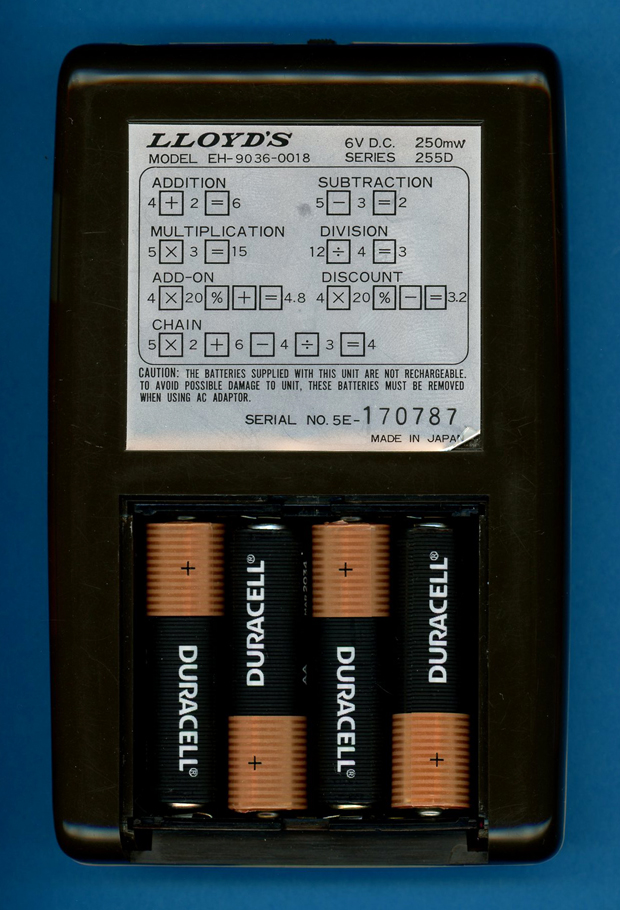 LLOYD'S 6V D.C. 250mw
MODEL EH-9036-0018 SERIES 255D
ADDITION SUBTRACTION
4 + 2 = 6 5 − 3 = 2
MULTIPLICATION DIVISION
5 × 3 = 15 12 ÷ 4 = 3
ADD-ON DISCOUNT
4 × 20 % + = 4.8 4 × 20 % − = 3.2
CHAIN
5 × 2 + 6 − 4 ÷ 3 = 4
CAUTION: THE BATTERIES SUPPLIED WITH THIS UNIT ARE NOT RECHARGEABLE.
TO AVOID POSSIBLE DAMAGE TO UNIT, THESE BATTERIES MUST BE REMOVED
WHEN USING AC ADAPTOR.
SERIAL NO. 5E-170787
MADE IN JAPAN
+ DURACELL®
DURACELL® +
+ DURACELL®
DURACELL® +
AA